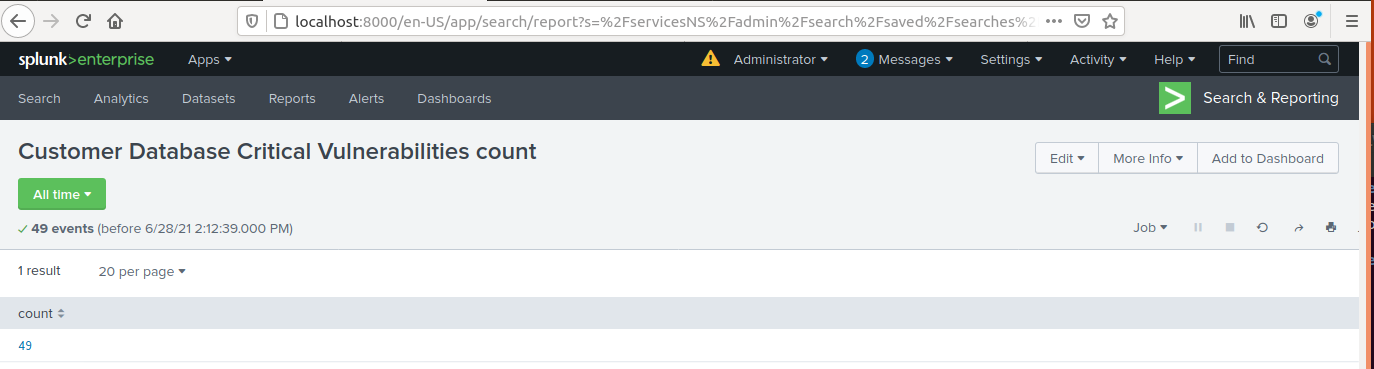 localhost:8000/en-US/app/search/report?s=%2FservicesNS%2Fadmin%2Fsearch%2Fsaved%2Fsearches%2
splunk>enterprise Apps Administrator 2 Messages Settings Activity Help Find
Search Analytics Datasets Reports Alerts Dashboards Search & Reporting
Customer Database Critical Vulnerabilities count
Edit More Info Add to Dashboard
All time
49 events (before 6/28/21 2:12:39.000 PM) Job
1 result 20 per page
count
49